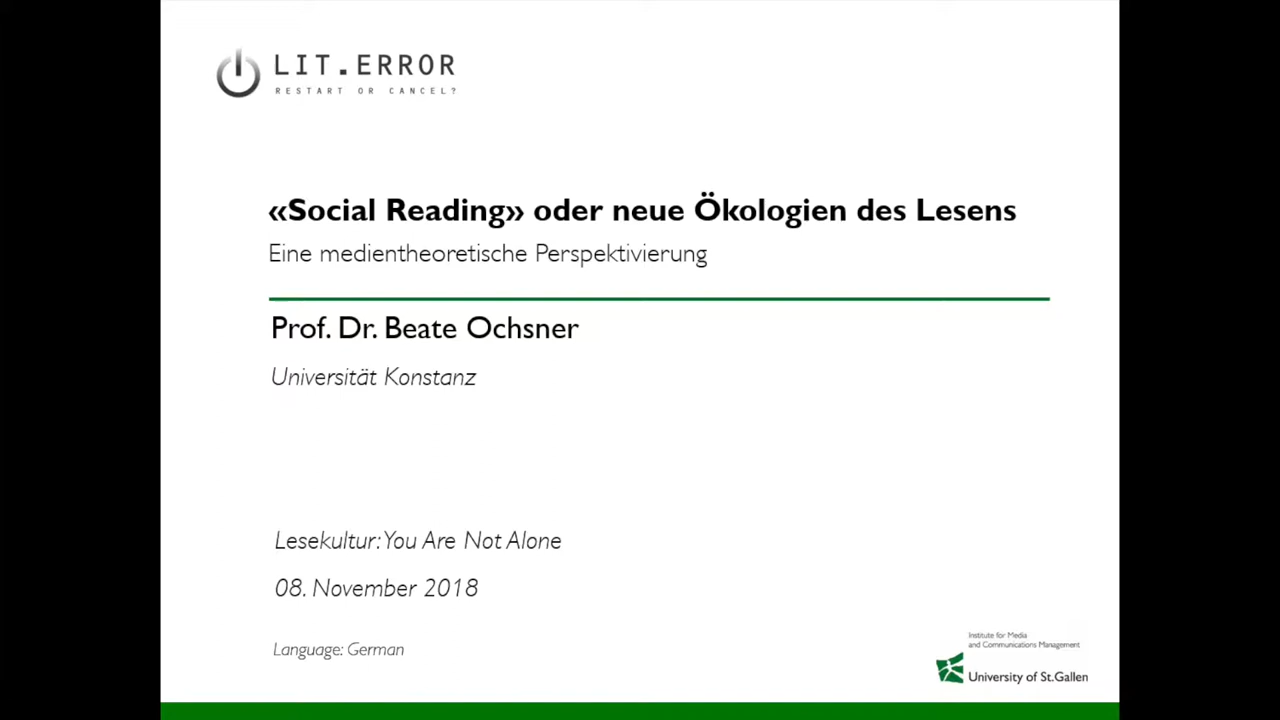 LIT.ERROR
RESTART OR CANCEL?
«Social Reading» oder neue Ökologien des Lesens
Eine medientheoretische Perspektivierung
Prof. Dr. Beate Ochsner
Universität Konstanz
Lesekultur: You Are Not Alone
08. November 2018
Language: German
Institute for Media
and Communications Management
University of St.Gallen